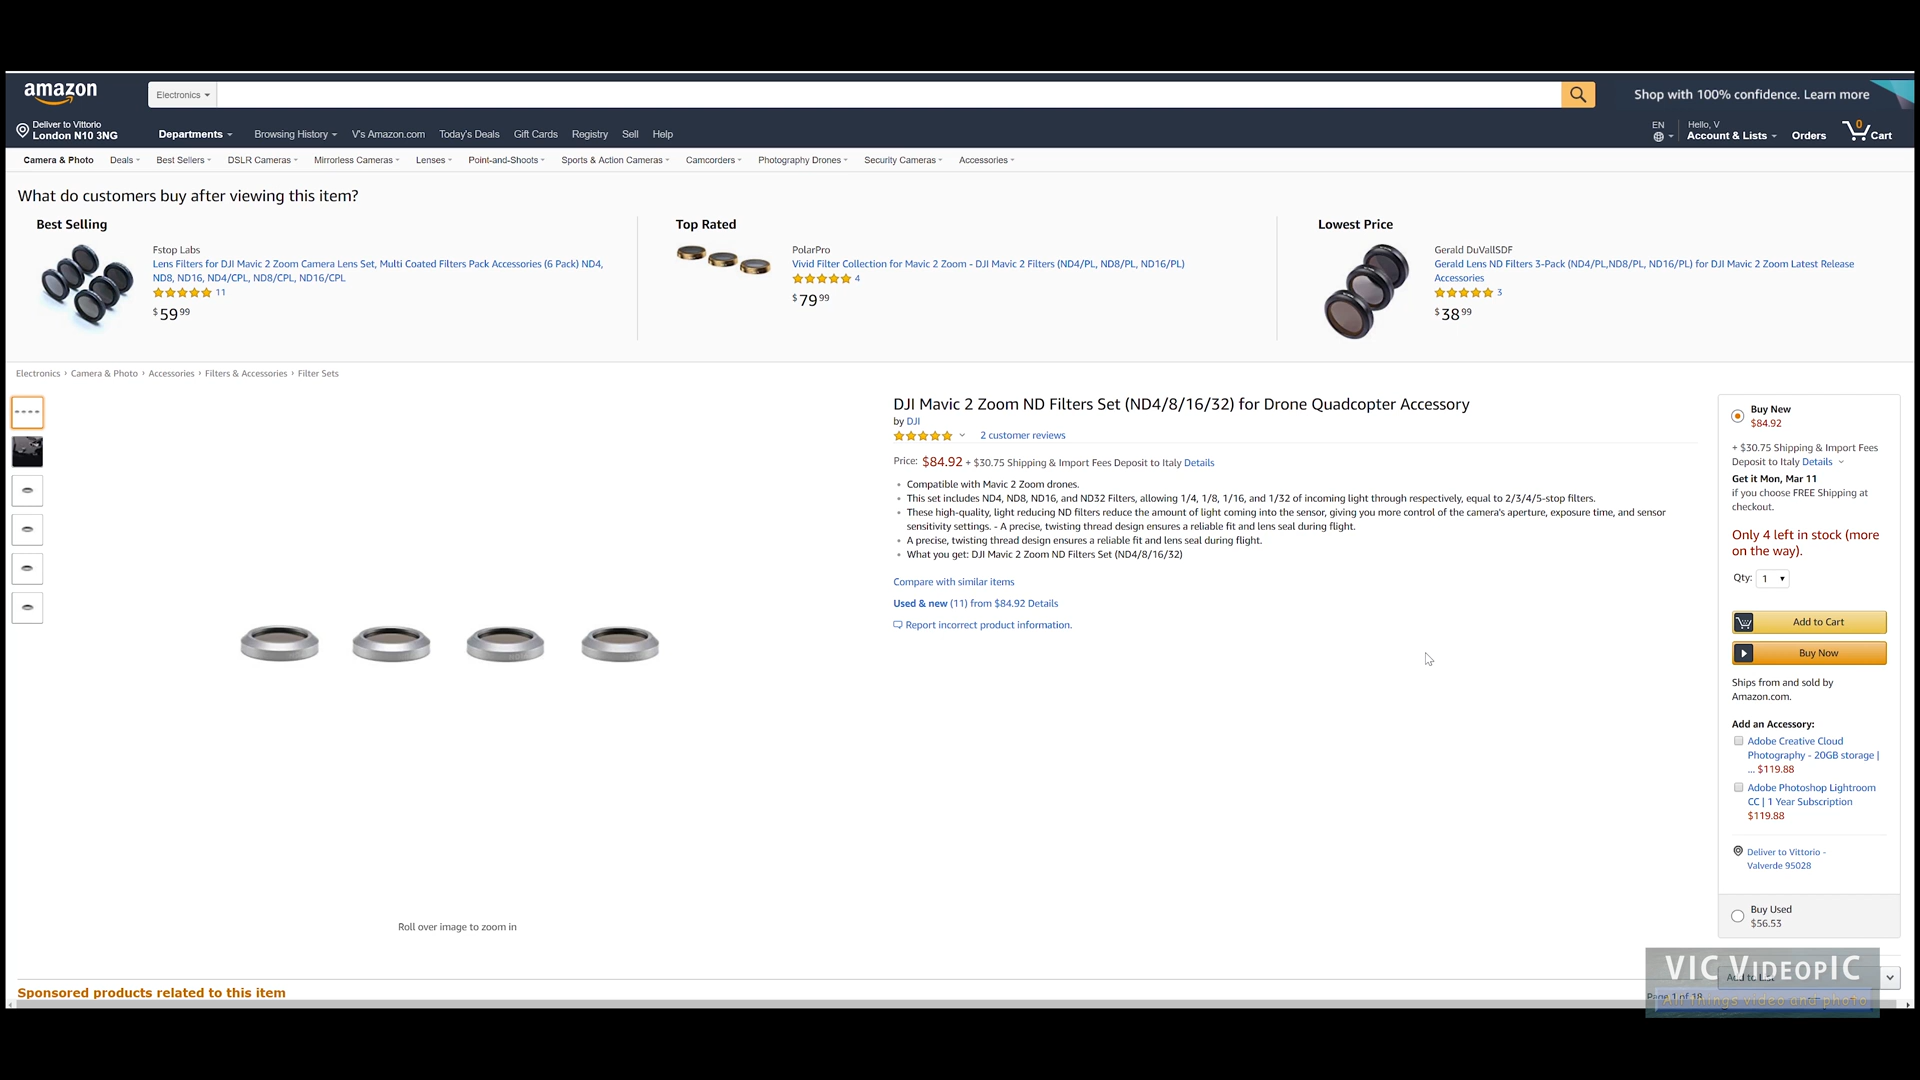 amazon
Electronics
Shop with 100% confidence. Learn more
Deliver to Vittorio
London N10 3NG
Departments Browsing History V's Amazon.com Today's Deals Gift Cards Registry Sell Help
EN
Hello, V
Account & Lists Orders 0 Cart
Camera & Photo Deals Best Sellers DSLR Cameras Mirrorless Cameras Lenses Point-and-Shoots Sports & Action Cameras Camcorders Photography Drones Security Cameras Accessories
What do customers buy after viewing this item?
Best Selling
Fstop Labs
Lens Filters for DJI Mavic 2 Zoom Camera Lens Set, Multi Coated Filters Pack Accessories (6 Pack) ND4,
ND8, ND16, ND4/CPL, ND8/CPL, ND16/CPL
11
$59 99
Top Rated
PolarPro
Vivid Filter Collection for Mavic 2 Zoom - DJI Mavic 2 Filters (ND4/PL, ND8/PL, ND16/PL)
4
$79 99
Lowest Price
Gerald DuVallSDF
Gerald Lens ND Filters 3-Pack (ND4/PL,ND8/PL, ND16/PL) for DJI Mavic 2 Zoom Latest Release
Accessories
3
$38 99
Electronics › Camera & Photo › Accessories › Filters & Accessories › Filter Sets
DJI Mavic 2 Zoom ND Filters Set (ND4/8/16/32) for Drone Quadcopter Accessory
by DJI
2 customer reviews
Price: $84.92 + $30.75 Shipping & Import Fees Deposit to Italy Details
• Compatible with Mavic 2 Zoom drones.
• This set includes ND4, ND8, ND16, and ND32 Filters, allowing 1/4, 1/8, 1/16, and 1/32 of incoming light through respectively, equal to 2/3/4/5-stop filters.
• These high-quality, light reducing ND filters reduce the amount of light coming into the sensor, giving you more control of the camera's aperture, exposure time, and sensor
sensitivity settings. - A precise, twisting thread design ensures a reliable fit and lens seal during flight.
• A precise, twisting thread design ensures a reliable fit and lens seal during flight.
• What you get: DJI Mavic 2 Zoom ND Filters Set (ND4/8/16/32)
Compare with similar items
Used & new (11) from $84.92 Details
Report incorrect product information.
Roll over image to zoom in
Buy New
$84.92
+ $30.75 Shipping & Import Fees
Deposit to Italy Details
Get it Mon, Mar 11
if you choose FREE Shipping at
checkout.
Only 4 left in stock (more
on the way).
Qty: 1
Add to Cart
Buy Now
Ships from and sold by
Amazon.com.
Add an Accessory:
Adobe Creative Cloud
Photography - 20GB storage |
... $119.88
Adobe Photoshop Lightroom
CC | 1 Year Subscription
$119.88
Deliver to Vittorio -
Valverde 95028
Buy Used
$56.53
Add to List
VIC VIDEOPIC
All things video and photo
Sponsored products related to this item
Page 1 of 18